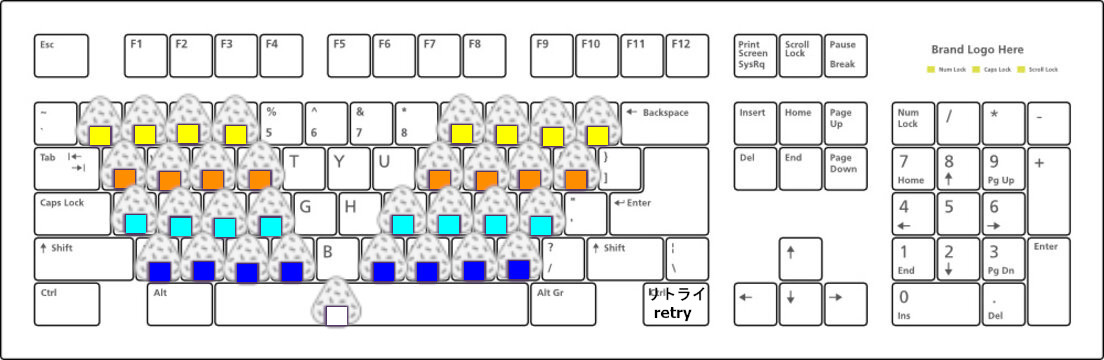 Esc F1 F2 F3 F4 F5 F6 F7 F8 F9 F10 F11 F12 Print Screen SysRq Scroll Lock Pause Break Brand Logo Here
Num Lock Caps Lock Scroll Lock
~ ` % 5 ^ 6 & 7 * 8 ← Backspace Insert Home Page Up Num Lock / * -
Tab |← →| T Y U } ] Del End Page Down 7 Home 8 ↑ 9 Pg Up +
Caps Lock G H " ' ↵ Enter 4 ← 5 6 →
↑ Shift B ? / ↑ Shift ¦ \ ↑ 1 End 2 ↓ 3 Pg Dn Enter
Ctrl Alt Alt Gr リトライ ← ↓ → 0 Ins . Del
retry